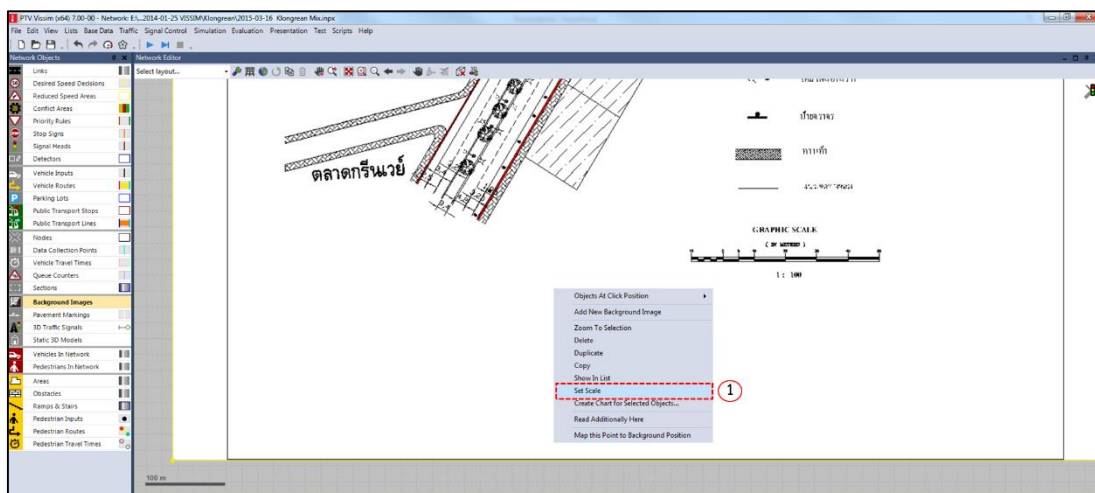 PTV Vissim (x64) 7.00-00 - Network: E:\...2014-01-25 VISSIM\Klongrean\2015-03-16 Klongrean Mix.inpx
File Edit View Lists Base Data Traffic Signal Control Simulation Evaluation Presentation Test Scripts Help
Network Objects
Network Editor
Select layout...
Links
Desired Speed Decisions
Reduced Speed Areas
Conflict Areas
Priority Rules
Stop Signs
Signal Heads
Detectors
Vehicle Inputs
Vehicle Routes
Parking Lots
Public Transport Stops
Public Transport Lines
Nodes
Data Collection Points
Vehicle Travel Times
Queue Counters
Sections
Background Images
Pavement Markings
3D Traffic Signals
Static 3D Models
Vehicles In Network
Pedestrians In Network
Areas
Obstacles
Ramps & Stairs
Pedestrian Inputs
Pedestrian Routes
Pedestrian Travel Times
ตลาดกรีนเวย์
ป้ายจราจร
ทางเท้า
GRAPHIC SCALE
( IN METRES )
1 : 100
Objects At Click Position
Add New Background Image
Zoom To Selection
Delete
Duplicate
Copy
Show In List
Set Scale
1
Create Chart for Selected Objects...
Read Additionally Here
Map this Point to Background Position
100 m